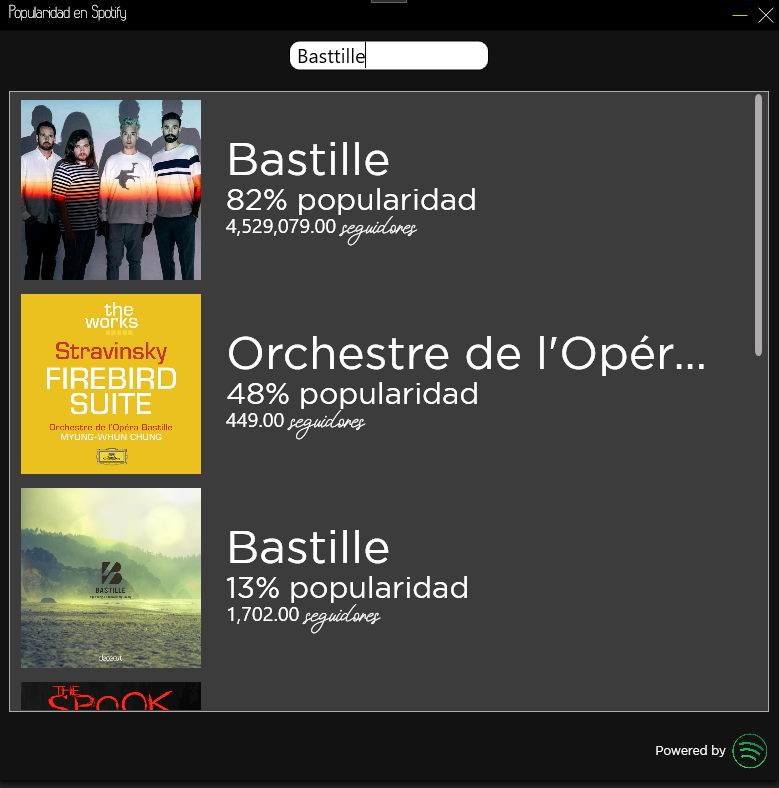 Popularidad en Spotify
Basttille
Bastille
82% popularidad
4,529,079.00 seguidores
the
works
Stravinsky
FIREBIRD
SUITE
Orchestre de l'Opéra Bastille
MYUNG-WHUN CHUNG
Orchestre de l'Opér...
48% popularidad
449.00 seguidores
BASTILLE
Bastille
13% popularidad
1,702.00 seguidores
THE
SPOOK
Powered by